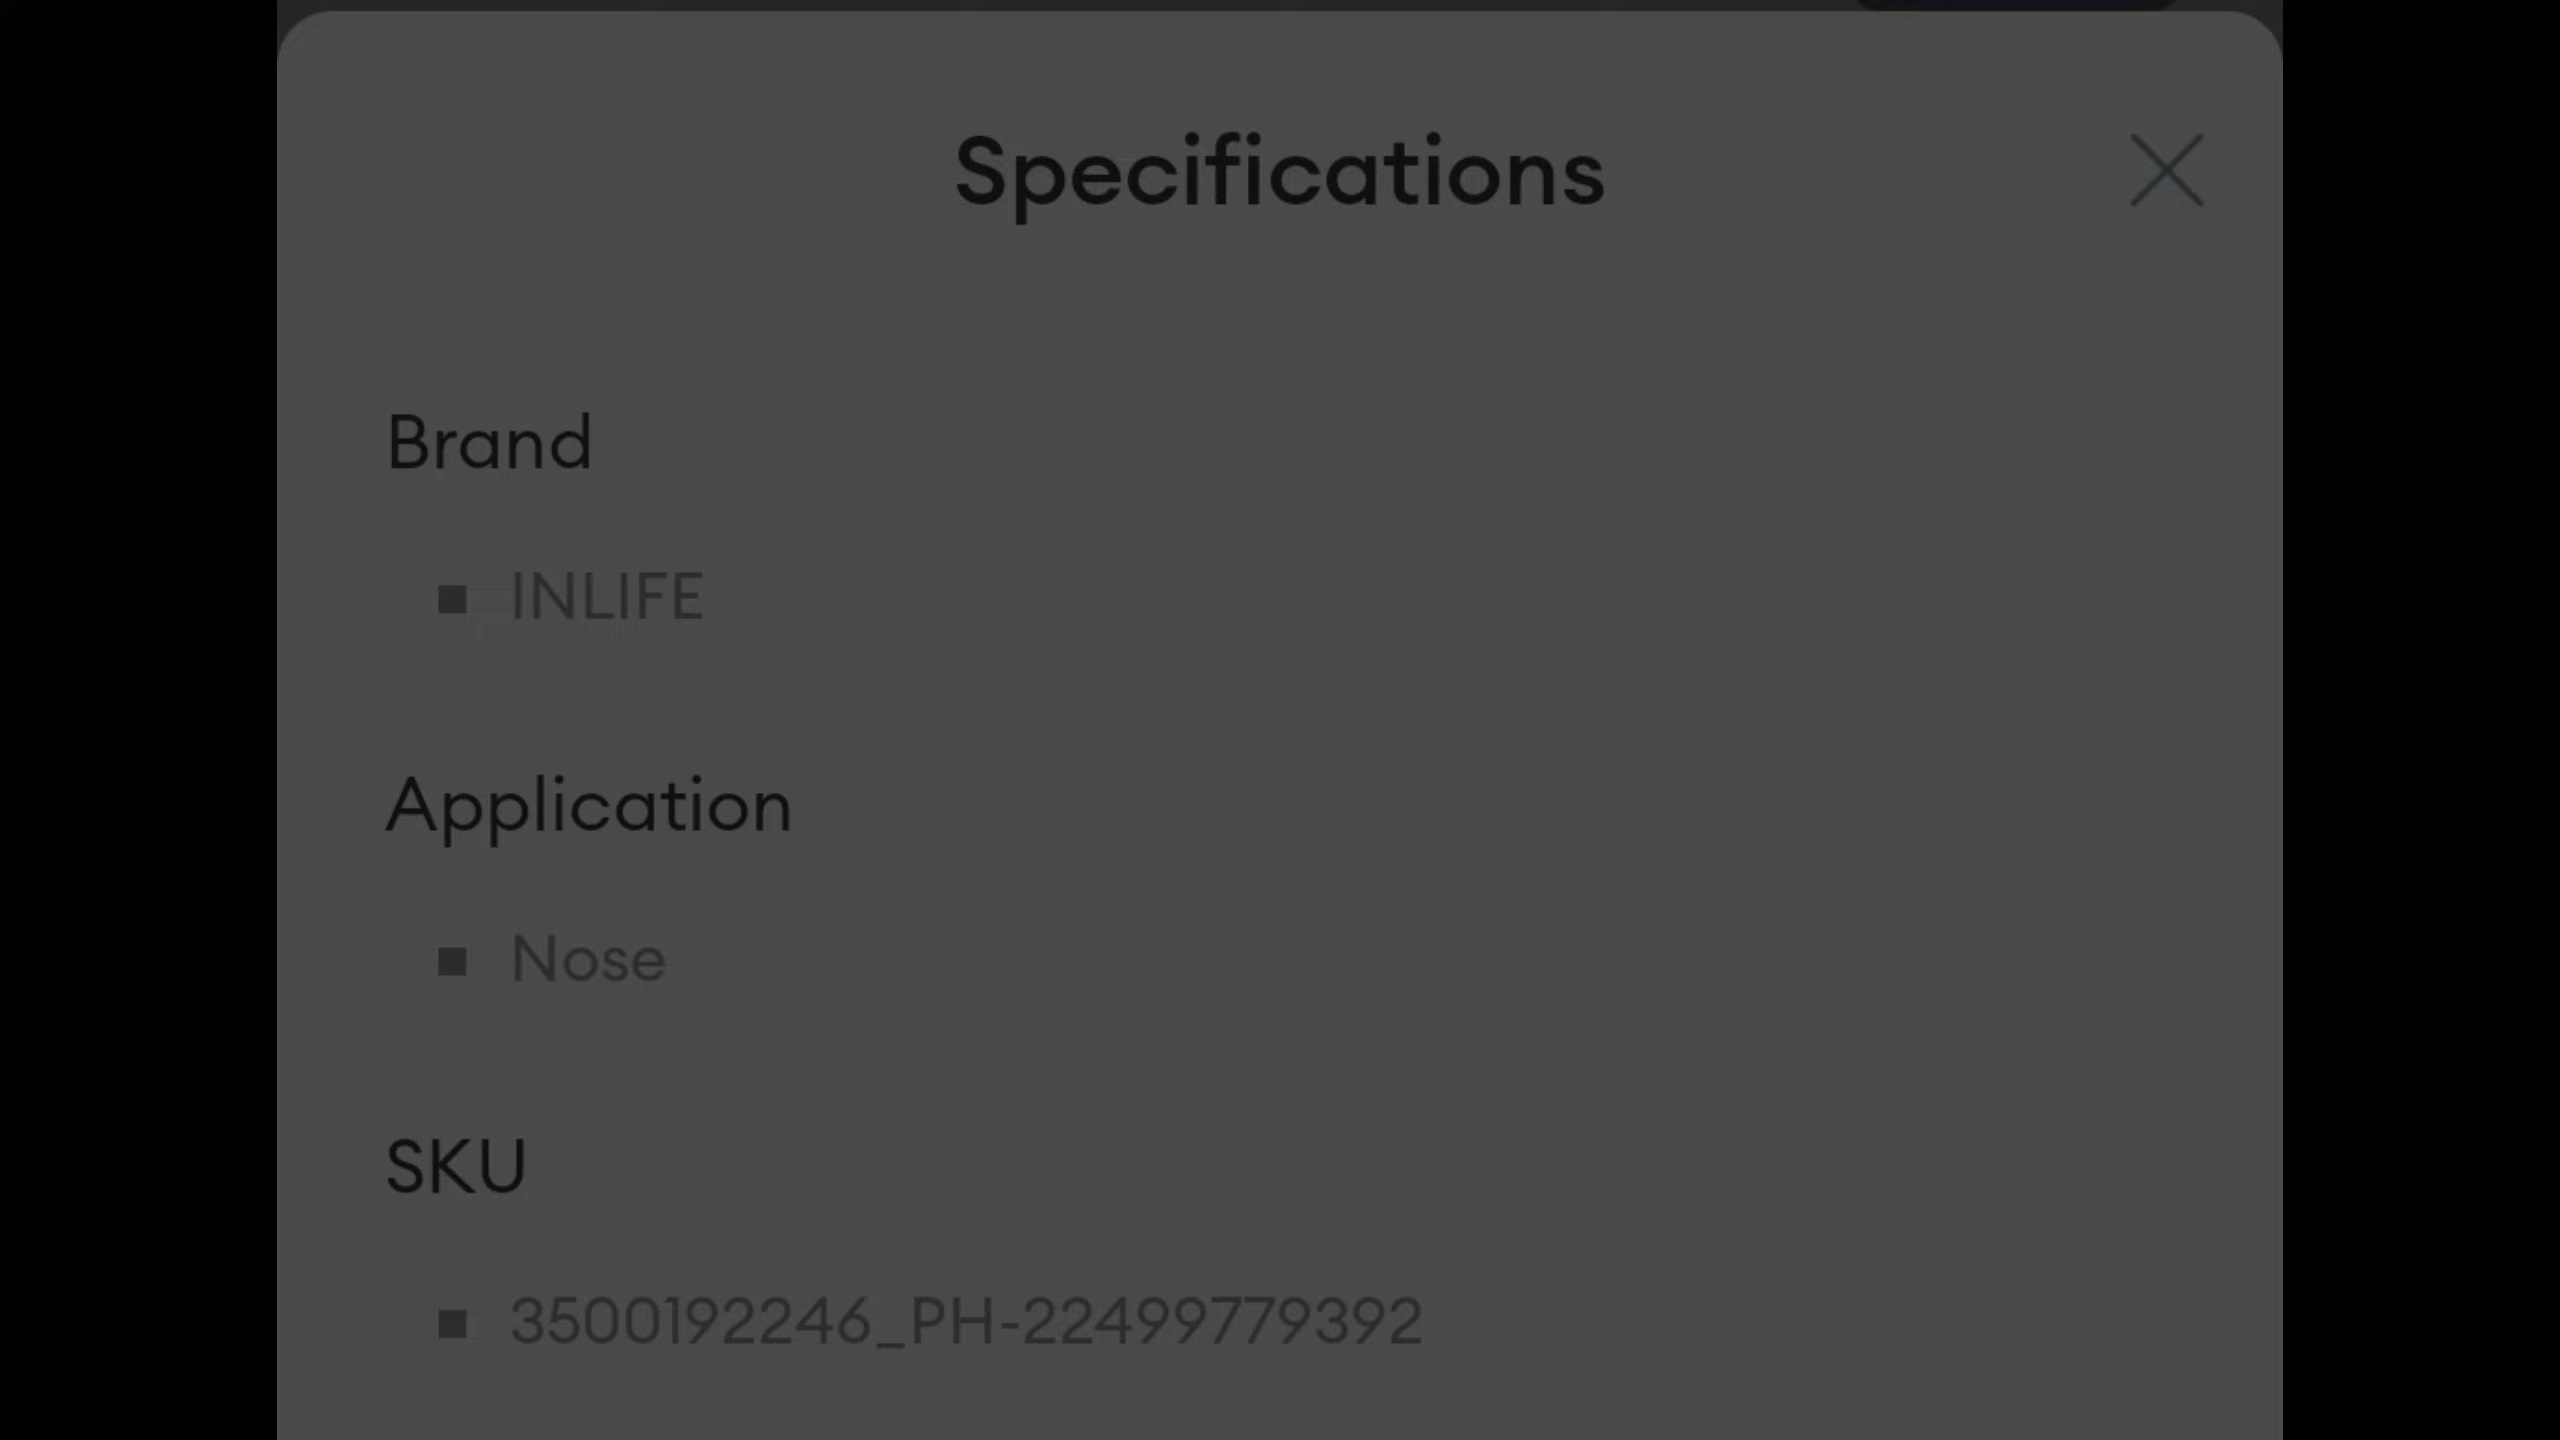 Specifications
Brand
INLIFE
Application
Nose
SKU
3500192246_PH-22499779392